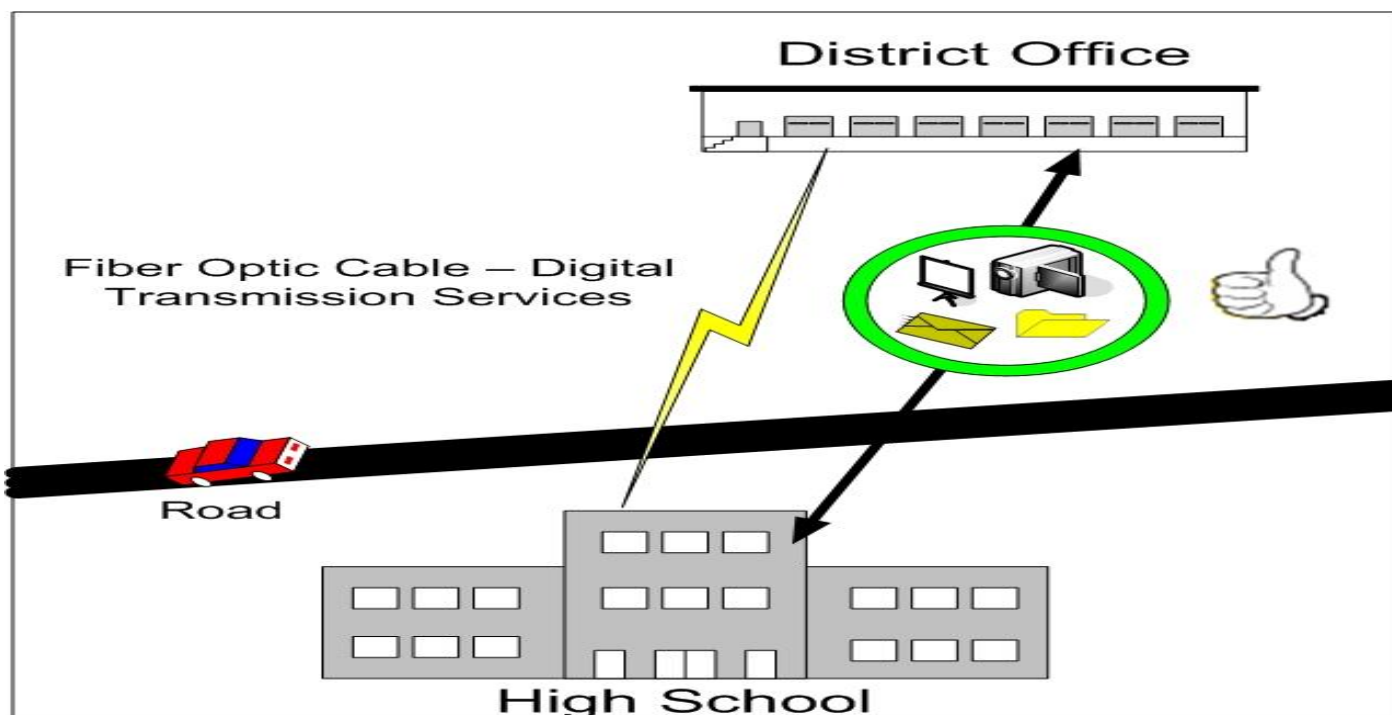 District Office
Fiber Optic Cable – Digital
Transmission Services
Road
High School